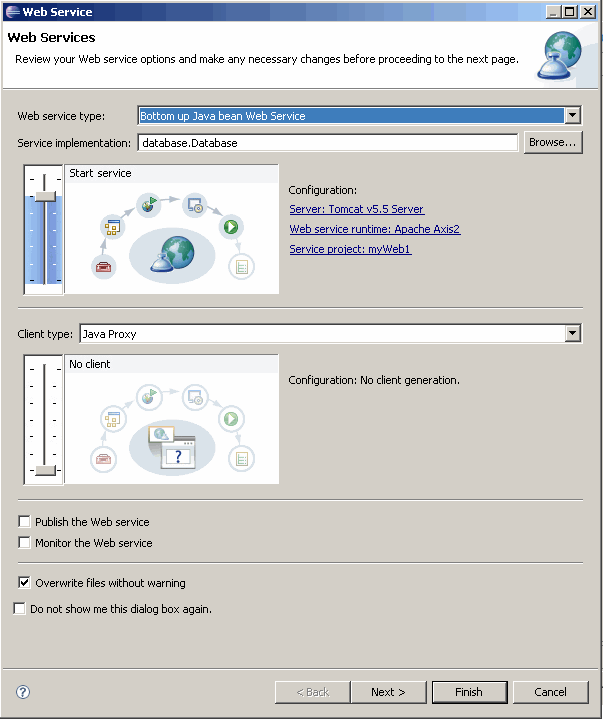 Web Service
Web Services
Review your Web service options and make any necessary changes before proceeding to the next page.
Web service type: Bottom up Java bean Web Service
Service implementation: database.Database Browse...
Start service
Configuration:
Server: Tomcat v5.5 Server
Web service runtime: Apache Axis2
Service project: myWeb1
Client type: Java Proxy
No client
Configuration: No client generation.
?
Publish the Web service
Monitor the Web service
Overwrite files without warning
Do not show me this dialog box again.
? < Back Next > Finish Cancel